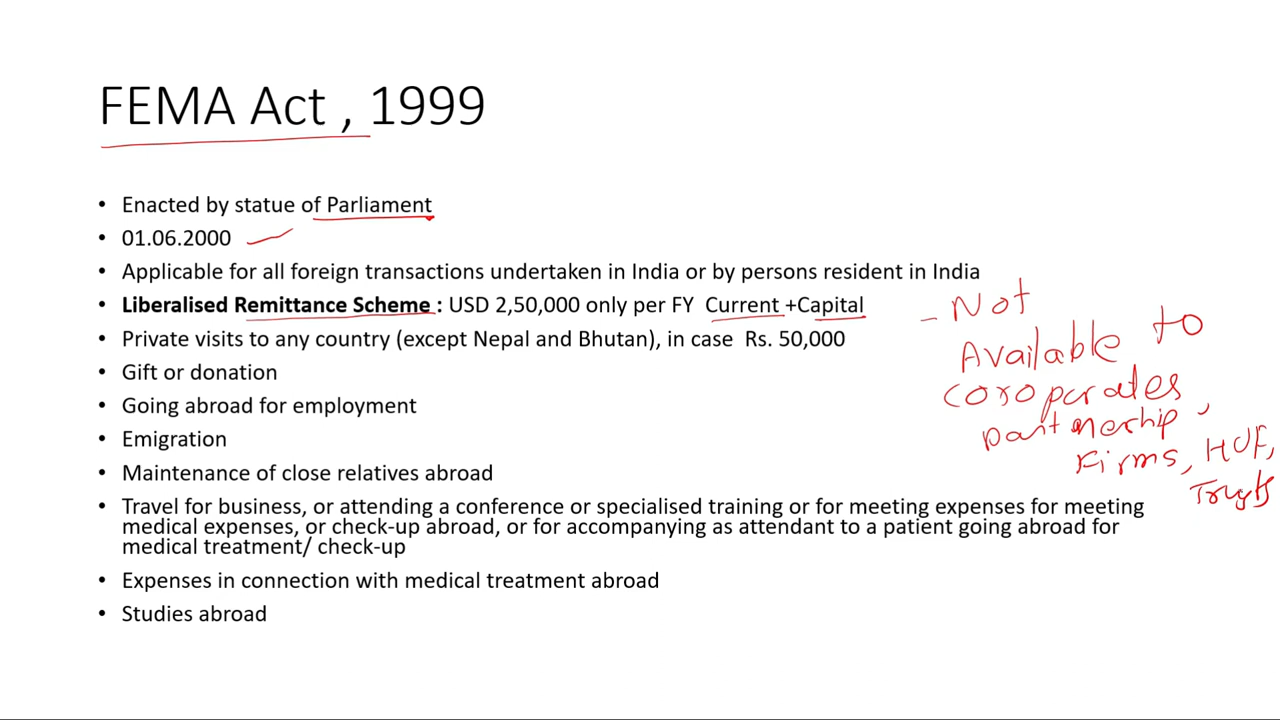 FEMA Act , 1999
• Enacted by statue of Parliament
• 01.06.2000
• Applicable for all foreign transactions undertaken in India or by persons resident in India
• Liberalised Remittance Scheme : USD 2,50,000 only per FY Current +Capital
• Private visits to any country (except Nepal and Bhutan), in case Rs. 50,000
• Gift or donation
• Going abroad for employment
• Emigration
• Maintenance of close relatives abroad
• Travel for business, or attending a conference or specialised training or for meeting expenses for meeting
medical expenses, or check-up abroad, or for accompanying as attendant to a patient going abroad for
medical treatment/ check-up
• Expenses in connection with medical treatment abroad
• Studies abroad
- Not
Available to
coroporates
partnership ,
Firms, HUF,
Trusts